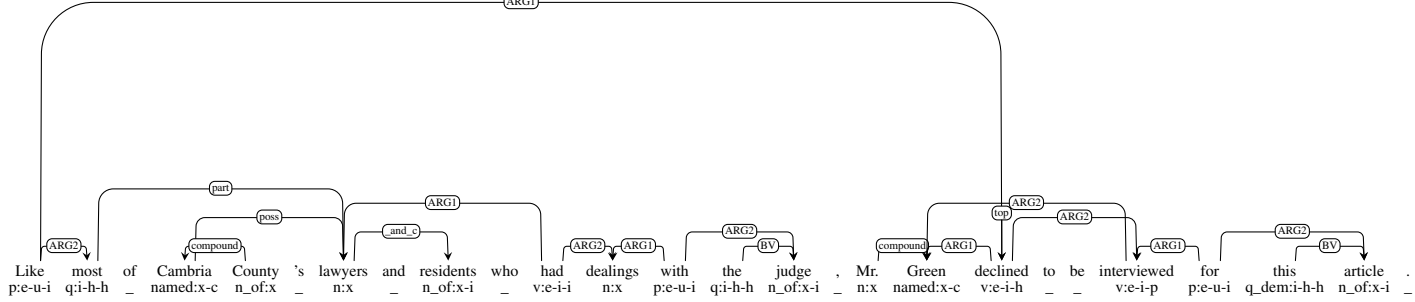 ARG1
part
ARG1
ARG2
poss
top
ARG2
_and_c
ARG2
ARG2
ARG2
compound
ARG2
ARG1
BV
compound
ARG1
ARG1
BV
Like most of Cambria County 's lawyers and residents who had dealings with the judge , Mr. Green declined to be interviewed for this article .
p:e-u-i q:i-h-h _ named:x-c n_of:x _ n:x _ n_of:x-i _ v:e-i-i n:x p:e-u-i q:i-h-h n_of:x-i _ n:x named:x-c v:e-i-h _ _ v:e-i-p p:e-u-i q_dem:i-h-h n_of:x-i _